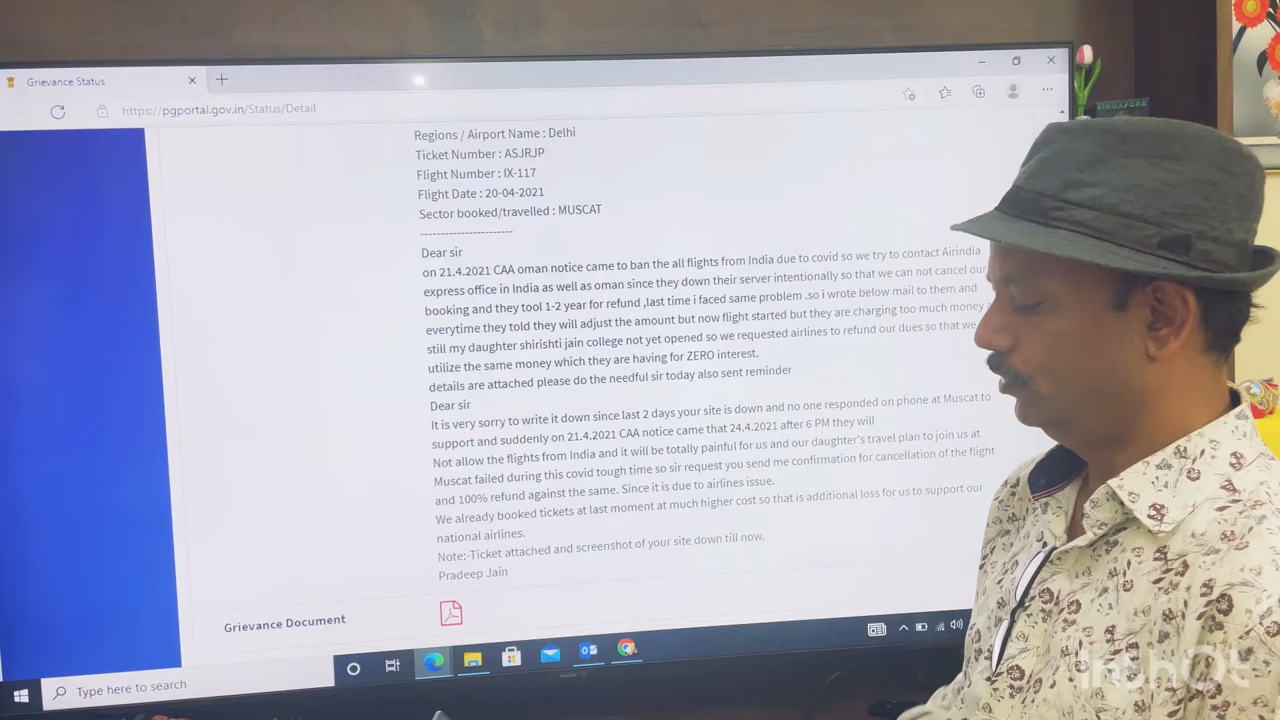 Grievance Status
https://pgportal.gov.in/Status/Detail
SINGAPORE
Regions / Airport Name : Delhi
Ticket Number : ASJRJP
Flight Number : IX-117
Flight Date : 20-04-2021
Sector booked/travelled : MUSCAT
-----------------------
Dear sir
on 21.4.2021 CAA oman notice came to ban the all flights from India due to covid so we try to contact Airindia
express office in India as well as oman since they down their server intentionally so that we can not cancel our
booking and they tool 1-2 year for refund ,last time i faced same problem .so i wrote below mail to them and
everytime they told they will adjust the amount but now flight started but they are charging too much money
still my daughter shirishti jain college not yet opened so we requested airlines to refund our dues so that we
utilize the same money which they are having for ZERO interest.
details are attached please do the needful sir today also sent reminder
Dear sir
It is very sorry to write it down since last 2 days your site is down and no one responded on phone at Muscat to
support and suddenly on 21.4.2021 CAA notice came that 24.4.2021 after 6 PM they will
Not allow the flights from India and it will be totally painful for us and our daughter's travel plan to join us at
Muscat failed during this covid tough time so sir request you send me confirmation for cancellation of the flight
and 100% refund against the same. Since it is due to airlines issue.
We already booked tickets at last moment at much higher cost so that is additional loss for us to support our
national airlines.
Note:-Ticket attached and screenshot of your site down till now.
Pradeep Jain
Grievance Document
Type here to search
InShOt